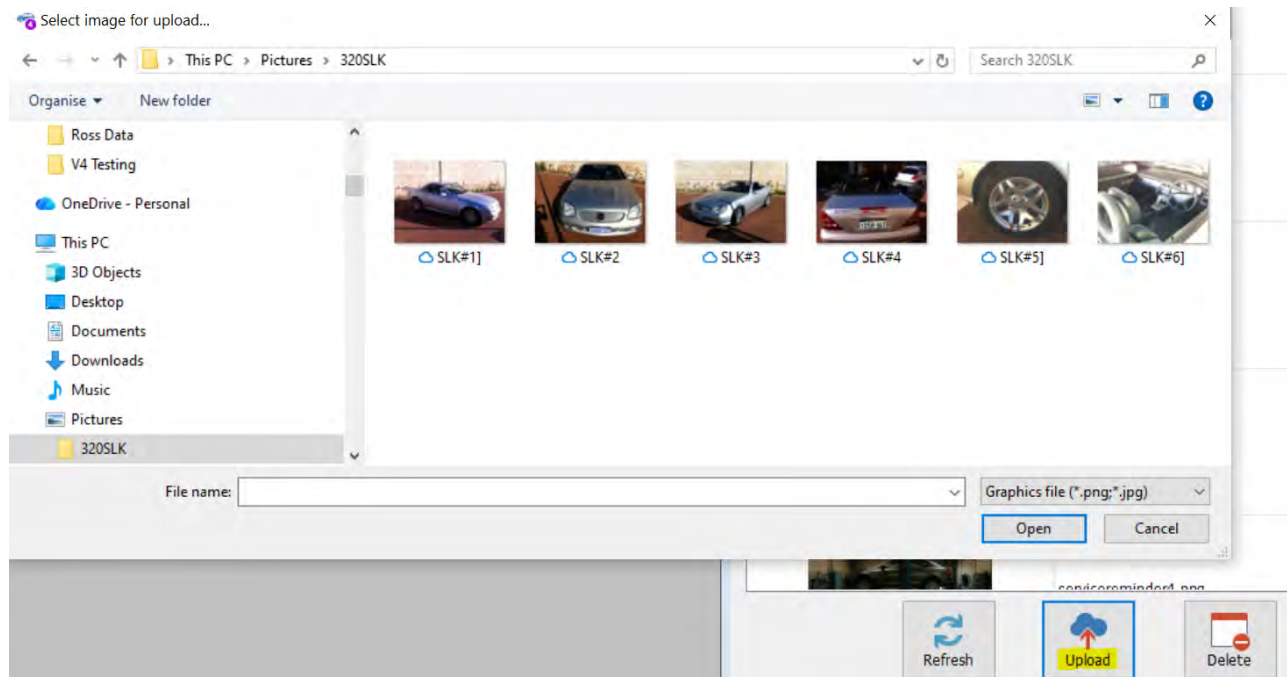 Select image for upload...
This PC > Pictures > 320SLK
Search 320SLK
Organise
New folder
Ross Data
V4 Testing
OneDrive - Personal
This PC
3D Objects
Desktop
Documents
Downloads
Music
Pictures
320SLK
SLK#1]
SLK#2
SLK#3
SLK#4
SLK#5]
SLK#6]
File name:
Graphics file (*.png;*.jpg)
Open
Cancel
servicereminder4.png
Refresh
Upload
Delete